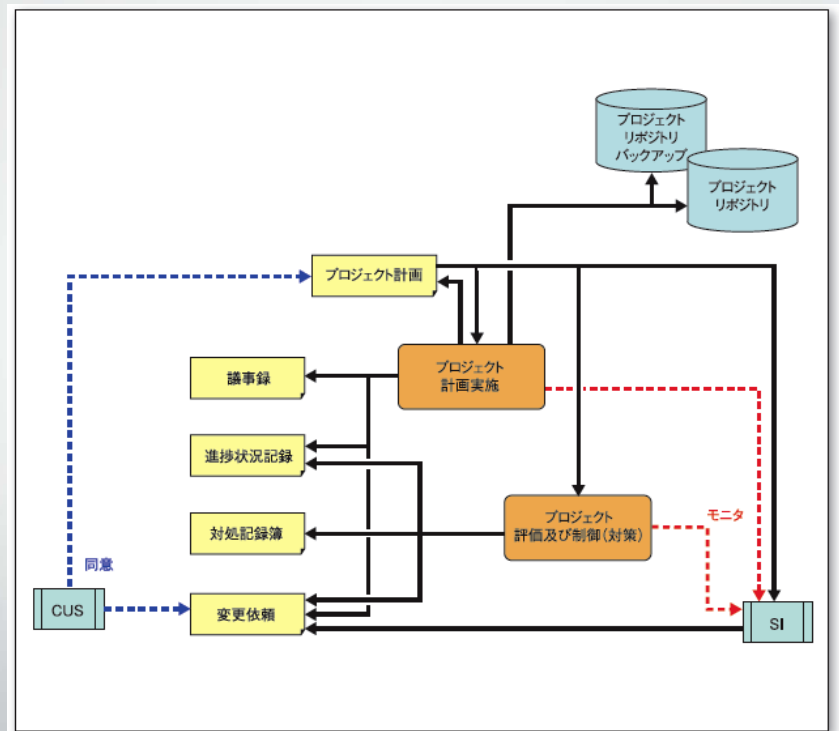 プロジェクト
リポジトリ
バックアップ
プロジェクト
リポジトリ
プロジェクト計画
プロジェクト
計画実施
議事録
進捗状況記録
プロジェクト
評価及び制御(対策)
モニタ
対処記録簿
同意
CUS
変更依頼
SI